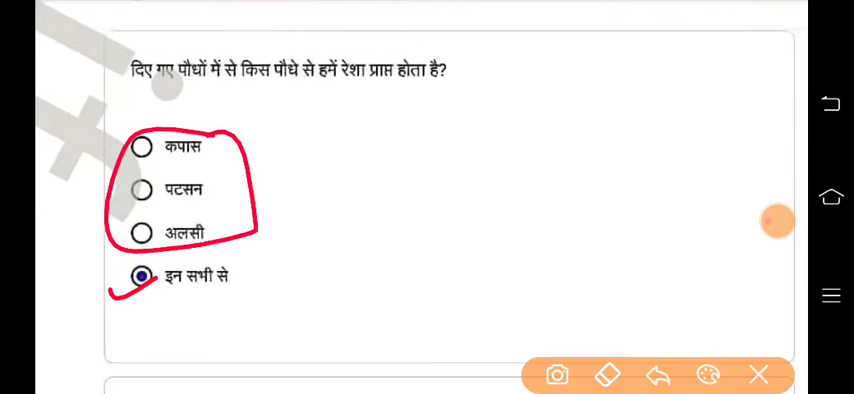 दिए गए पौधों में से किस पौधे से हमें रेशा प्राप्त होता है?
कपास
पटसन
अलसी
इन सभी से